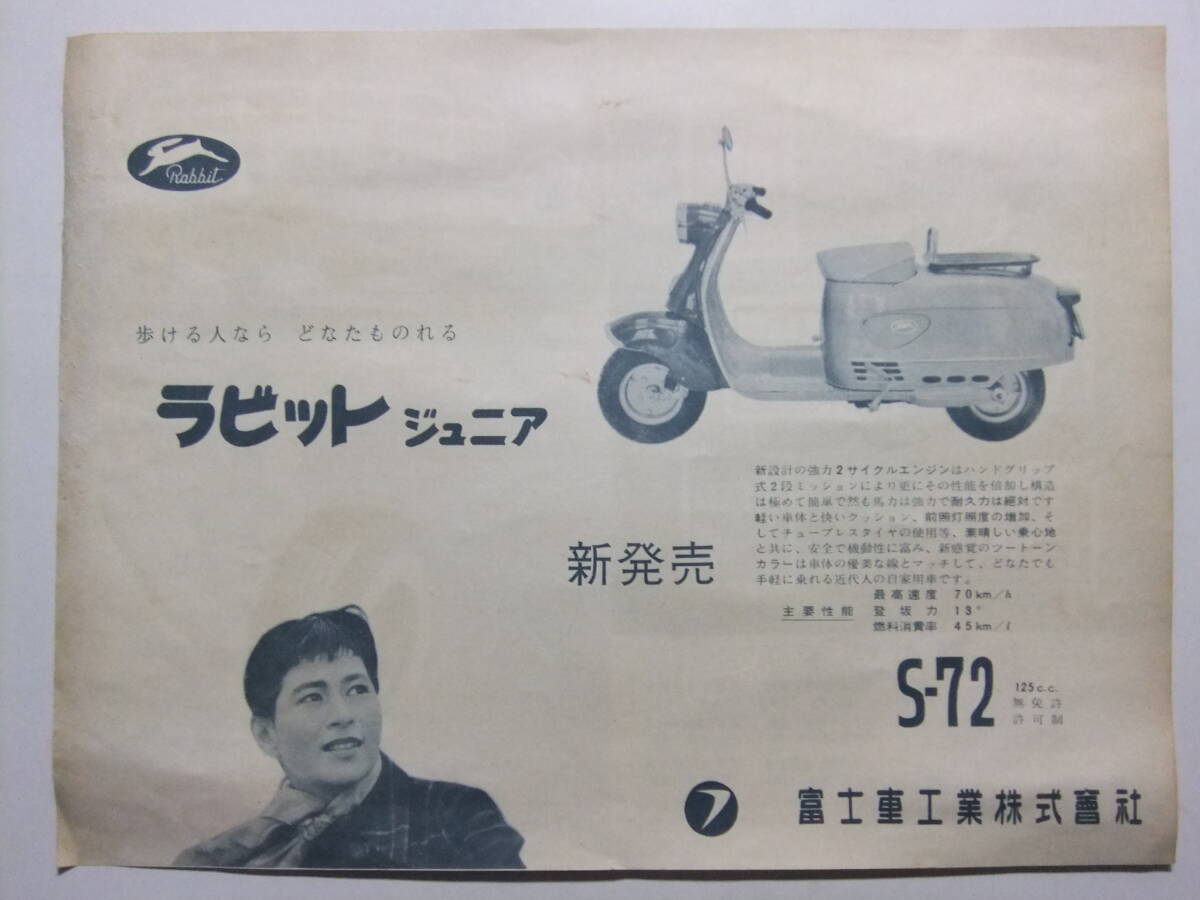 Rabbit
歩ける人なら どなたものれる
ラビット ジュニア
新設計の強力2サイクルエンジンはハンドグリップ
式2段ミッションにより更にその性能を倍加し構造
は極めて簡単で然も馬力は強力で耐久力は絶対です
軽い車体と快いクッション、前照灯照度の増加、そ
してチューブレスタイヤの使用等、素晴しい乗心地
と共に、安全で機動性に富み、新感覚のツートーン
カラーは車体の優美な線とマッチして、どなたでも
手軽に乗れる近代人の自家用車です。
新発売
主要性能
最高速度 70km/h
登坂力 13°
燃料消費率 45km/l
S-72
125c.c.
無免許
許可制
フ
富士重工業株式會社